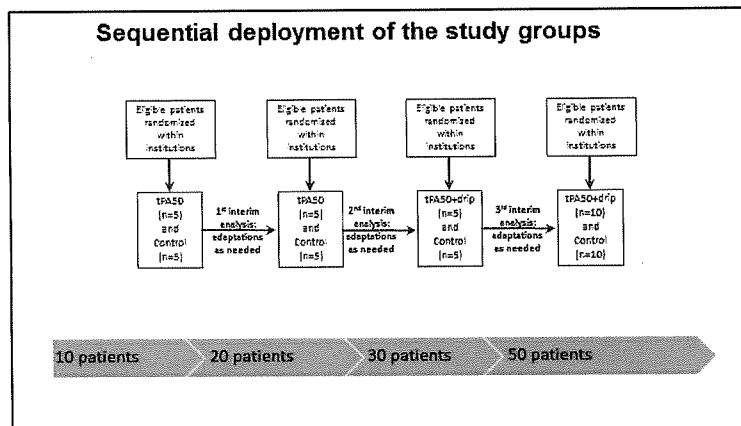 Sequential deployment of the study groups
Eligible patients
randomized
within
institutions
Eligible patients
randomized
within
institutions
Eligible patients
randomized
within
institutions
Eligible patients
randomized
within
institutions
tPA50
(n=5)
and
Control
(n=5)
1st interim
analysis:
adaptations
as needed
tPA50
(n=5)
and
Control
(n=5)
2nd interim
analysis:
adaptations
as needed
tPA50+drip
(n=5)
and
Control
(n=5)
3rd interim
analysis:
adaptations
as needed
tPA50+drip
(n=10)
and
Control
(n=10)
10 patients
20 patients
30 patients
50 patients